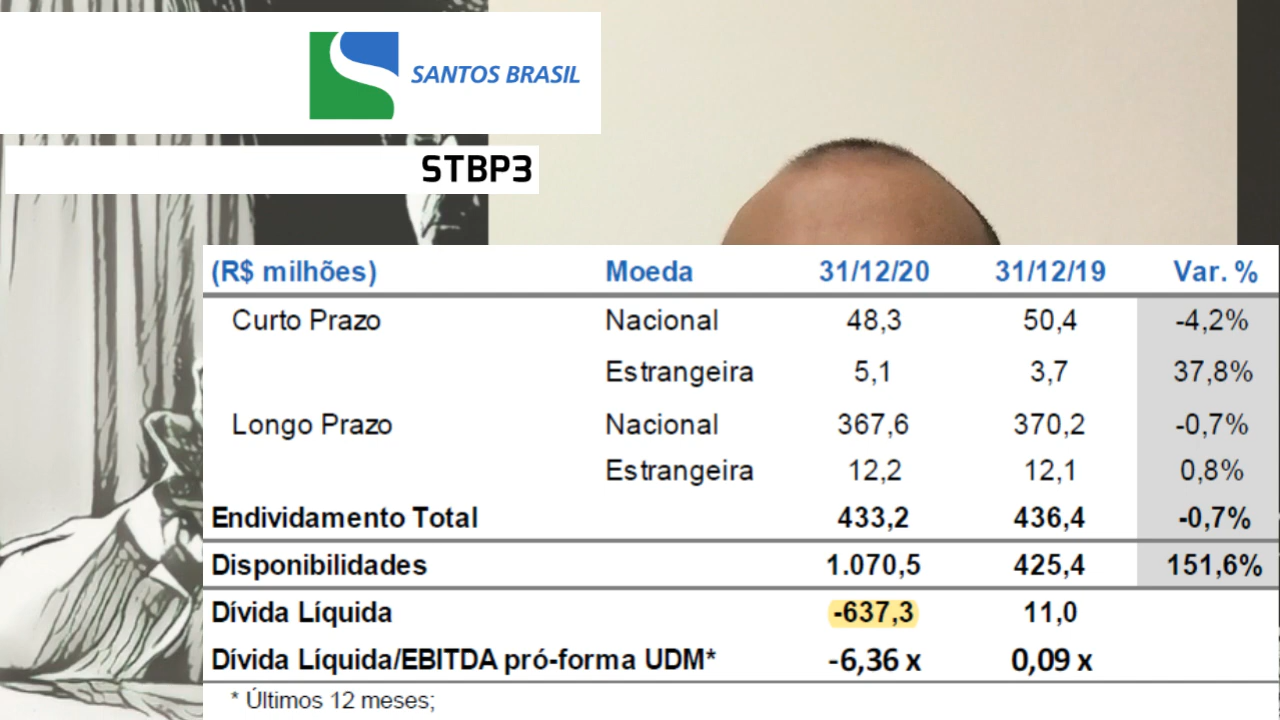 SANTOS BRASIL
STBP3
(R$ milhões) Moeda 31/12/20 31/12/19 Var. %
Curto Prazo Nacional 48,3 50,4 -4,2%
Estrangeira 5,1 3,7 37,8%
Longo Prazo Nacional 367,6 370,2 -0,7%
Estrangeira 12,2 12,1 0,8%
Endividamento Total 433,2 436,4 -0,7%
Disponibilidades 1.070,5 425,4 151,6%
Dívida Líquida -637,3 11,0
Dívida Líquida/EBITDA pró-forma UDM* -6,36 x 0,09 x
* Últimos 12 meses;